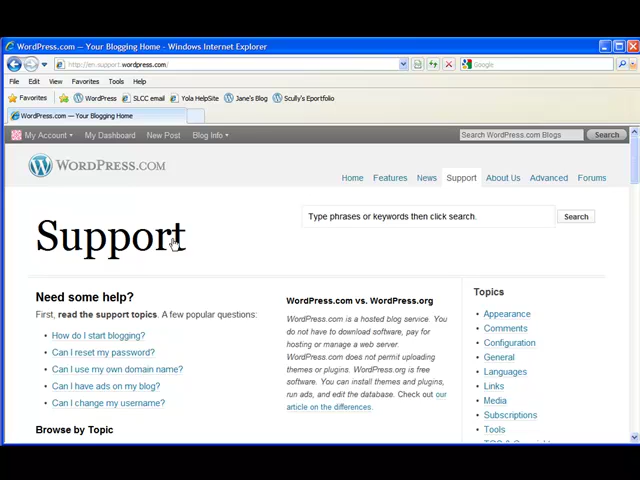 WordPress.com — Your Blogging Home - Windows Internet Explorer
http://en.support.wordpress.com/
Google
File Edit View Favorites Tools Help
Favorites WordPress SLCC email Yola HelpSite Jane's Blog Scully's Eportfolio
WordPress.com — Your Blogging Home
My Account My Dashboard New Post Blog Info Search WordPress.com Blogs Search
WORDPRESS.COM
Home Features News Support About Us Advanced Forums
Support
Type phrases or keywords then click search. Search
Need some help?
First, read the support topics. A few popular questions:
How do I start blogging?
Can I reset my password?
Can I use my own domain name?
Can I have ads on my blog?
Can I change my username?
Browse by Topic
WordPress.com vs. WordPress.org
WordPress.com is a hosted blog service. You
do not have to download software, pay for
hosting or manage a web server.
WordPress.com does not permit uploading
themes or plugins. WordPress.org is free
software. You can install themes and plugins,
run ads, and edit the database. Check out our
article on the differences.
Topics
Appearance
Comments
Configuration
General
Languages
Links
Media
Subscriptions
Tools